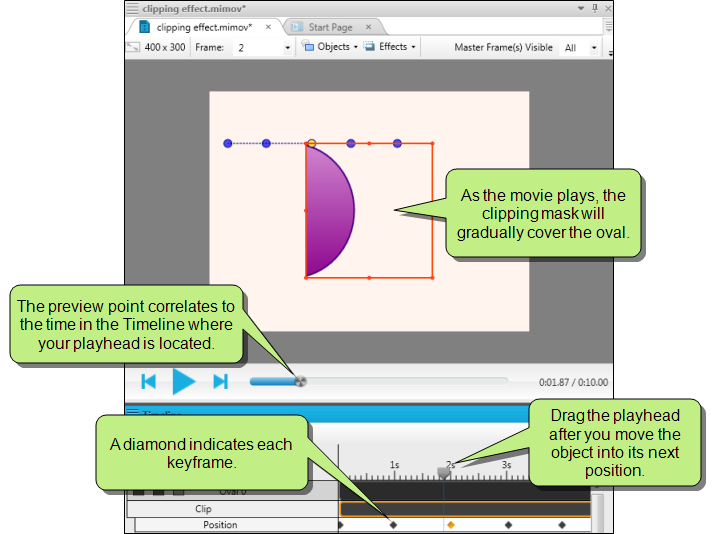 clipping effect.mimov*
clipping effect.mimov* Start Page
400 x 300 Frame: 2 Objects Effects Master Frame(s) Visible All
As the movie plays, the
clipping mask will
gradually cover the oval.
The preview point correlates to
the time in the Timeline where
your playhead is located.
0:01.87 / 0:10.00
Timeline
Drag the playhead
after you move the
object into its next
position.
A diamond indicates each
keyframe.
1s 2s 3s
Oval 0
Clip
Position